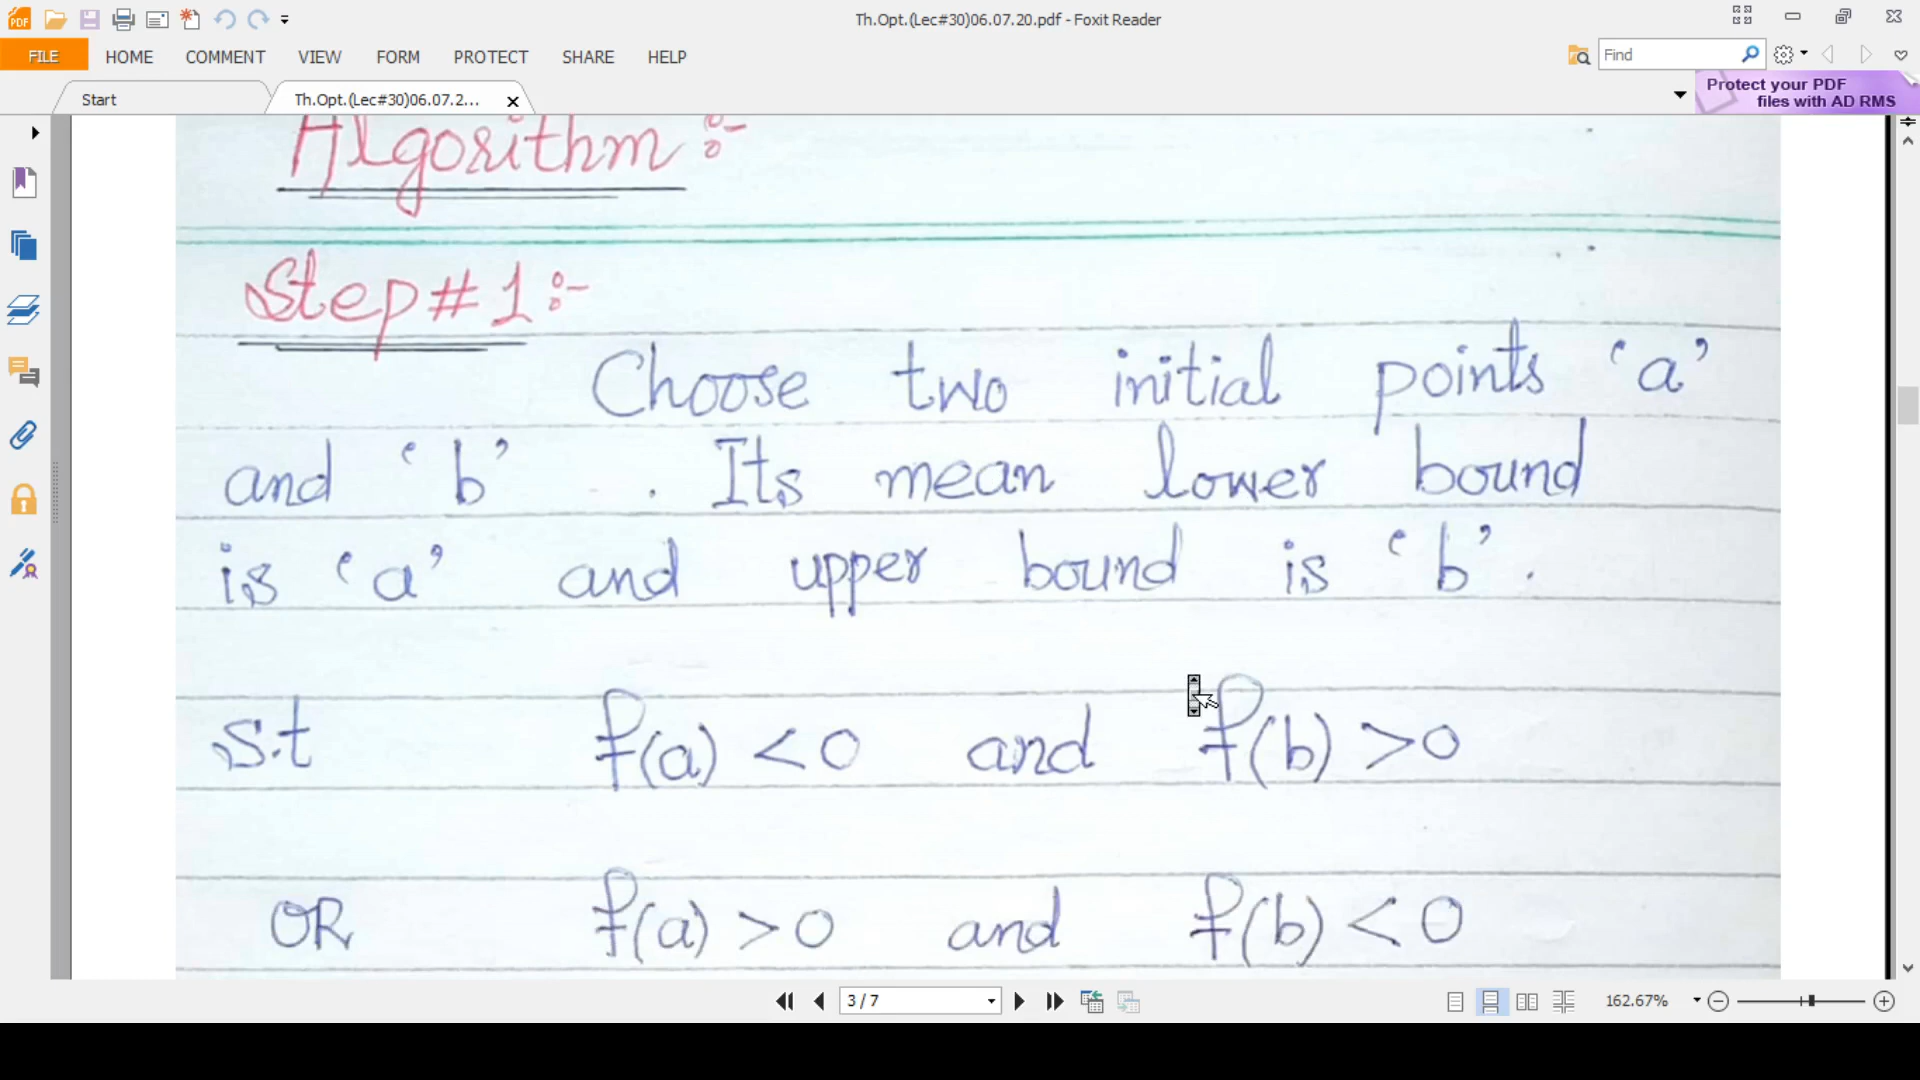 Th.Opt.(Lec#30)06.07.20.pdf - Foxit Reader
FILE HOME COMMENT VIEW FORM PROTECT SHARE HELP
Find
Protect your PDF
files with AD RMS
Start Th.Opt.(Lec#30)06.07.2...
Algorithm :-
Step # 1 :-
Choose two initial points ‘a’
and ‘b’ . Its mean lower bound
is ‘a’ and upper bound is ‘b’ .
s.t f(a) < 0 and f(b) > 0
OR f(a) > 0 and f(b) < 0
3 / 7
162.67%